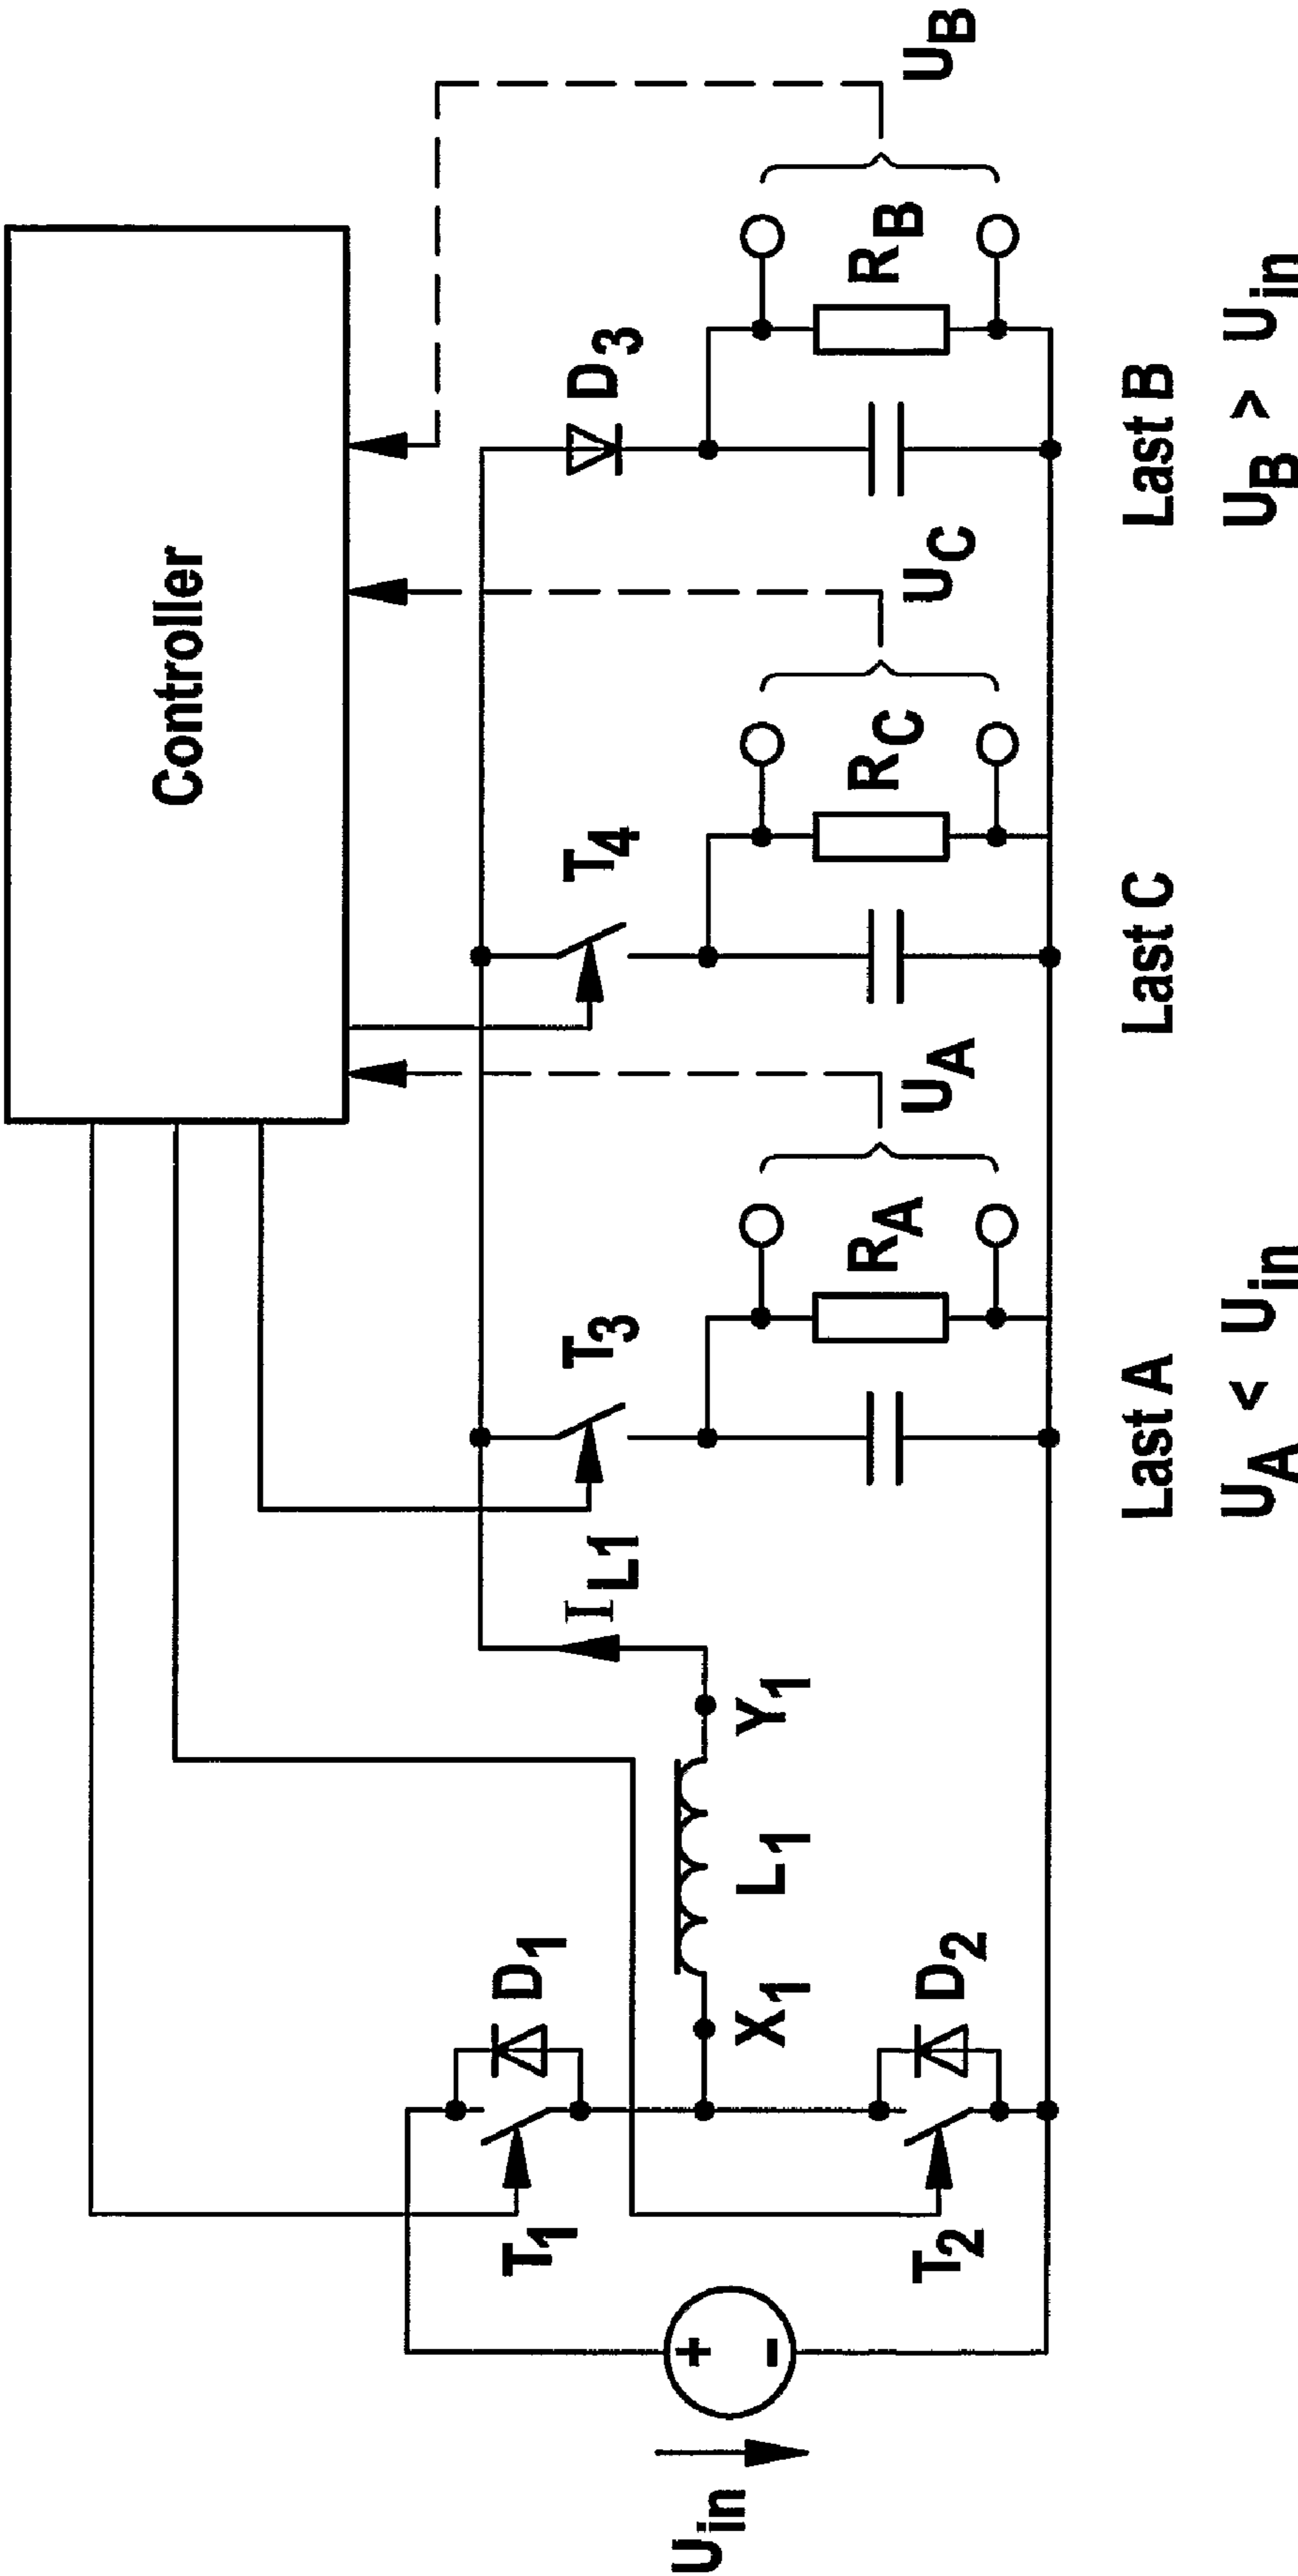 Controller
U_in
+
-
T_1
D_1
T_2
D_2
X_1
L_1
Y_1
I_L1
T_3
R_A
U_A
T_4
R_C
U_C
D_3
R_B
U_B
Last A
U_A < U_in
Last C
Last B
U_B > U_in